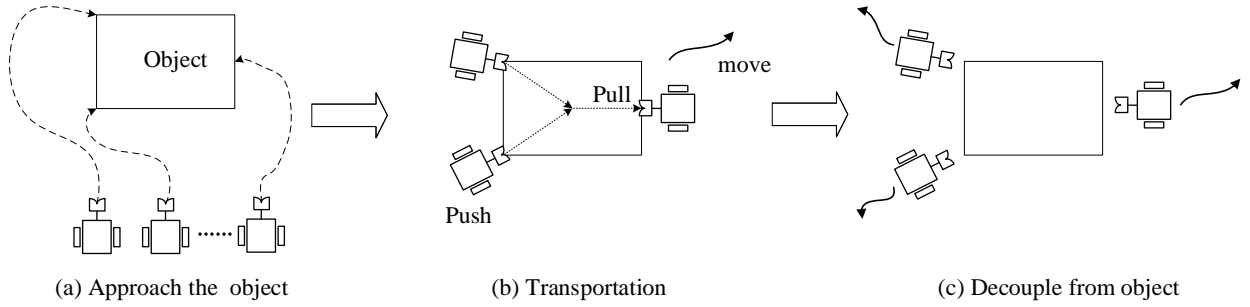 Object
(a) Approach the object
Pull
move
Push
(b) Transportation
(c) Decouple from object